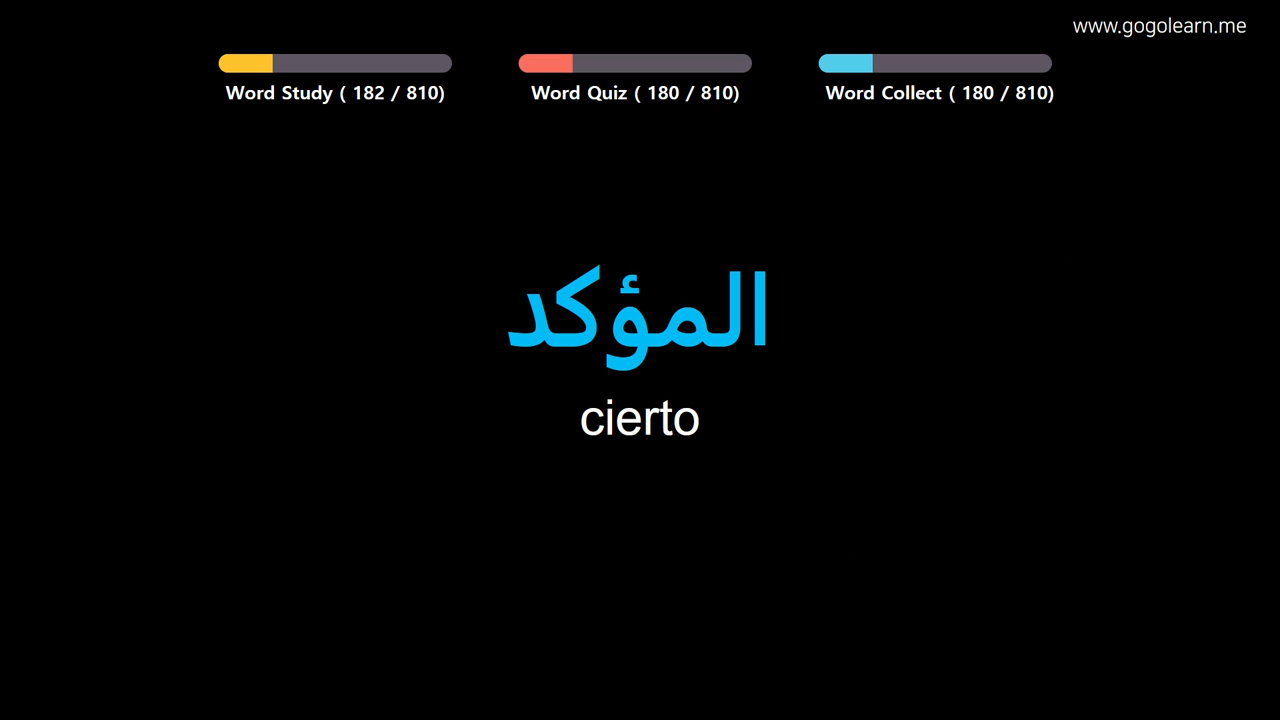 www.gogolearn.me
Word Study ( 182 / 810)
Word Quiz ( 180 / 810)
Word Collect ( 180 / 810)
المؤكد
cierto